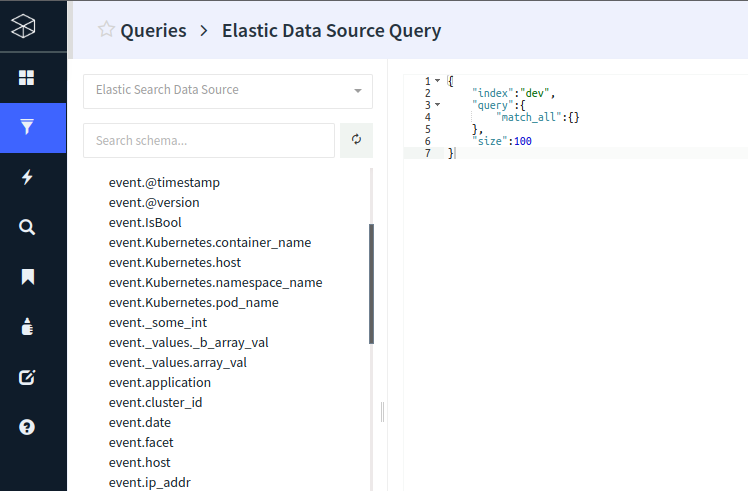 Queries > Elastic Data Source Query
Elastic Search Data Source
Search schema...
event.@timestamp
event.@version
event.IsBool
event.Kubernetes.container_name
event.Kubernetes.host
event.Kubernetes.namespace_name
event.Kubernetes.pod_name
event._some_int
event._values._b_array_val
event._values.array_val
event.application
event.cluster_id
event.date
event.facet
event.host
event.ip_addr
1 {
2 "index":"dev",
3 "query":{
4 "match_all":{}
5 },
6 "size":100
7 }